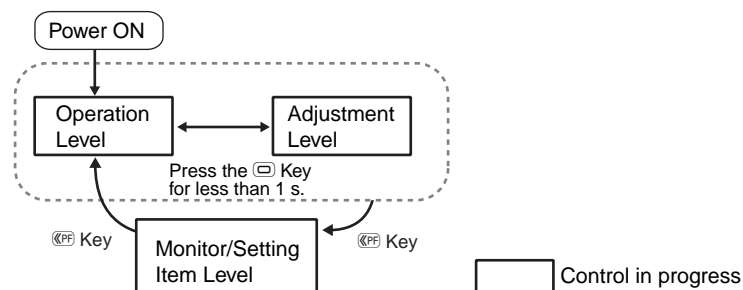 Power ON
Operation
Level
Adjustment
Level
Press the Key
for less than 1 s.
PF Key
PF Key
Monitor/Setting
Item Level
Control in progress